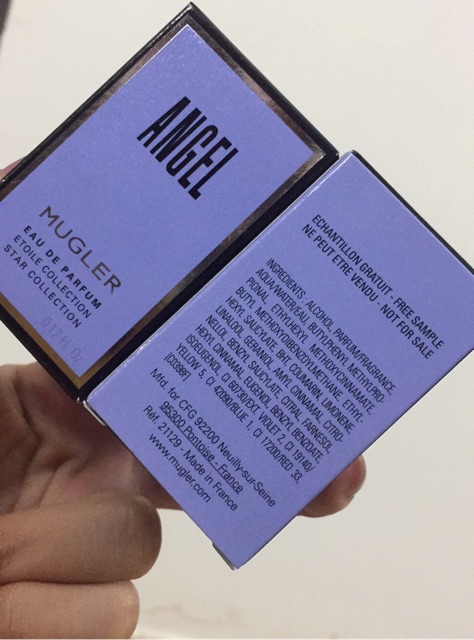 ANGEL
MUGLER
EAU DE PARFUM
ETOILE COLLECTION
STAR COLLECTION
0.17 Fl. Oz.
ECHANTILLON GRATUIT - FREE SAMPLE
NE PEUT ETRE VENDU - NOT FOR SALE
INGREDIENTS : ALCOHOL, PARFUM/FRAGRANCE,
AQUA/WATER/EAU, BUTYLPHENYL METHYLPRO-
PIONAL, ETHYLHEXYL METHOXYCINNAMATE,
BUTYL METHOXYDIBENZOYLMETHANE, ETHYL-
HEXYL SALICYLATE, BHT, COUMARIN, LIMONENE
LINALOOL, GERANIOL, AMYL CINNAMAL, CITRO-
NELLOL, BENZYL SALICYLATE, CITRAL, FARNESOL,
HEXYL CINNAMAL, EUGENOL, BENZYL BENZOATE,
ISOEUGENOL, CI 60730/EXT. VIOLET 2, CI 19140/
YELLOW 5, CI 42090/BLUE 1, CI 17200/RED 33,
Mfd. for CFG 92200 Neuilly-sur-Seine
95300 Pontoise - France
Réf. 21129 - Made in France
www.mugler.com